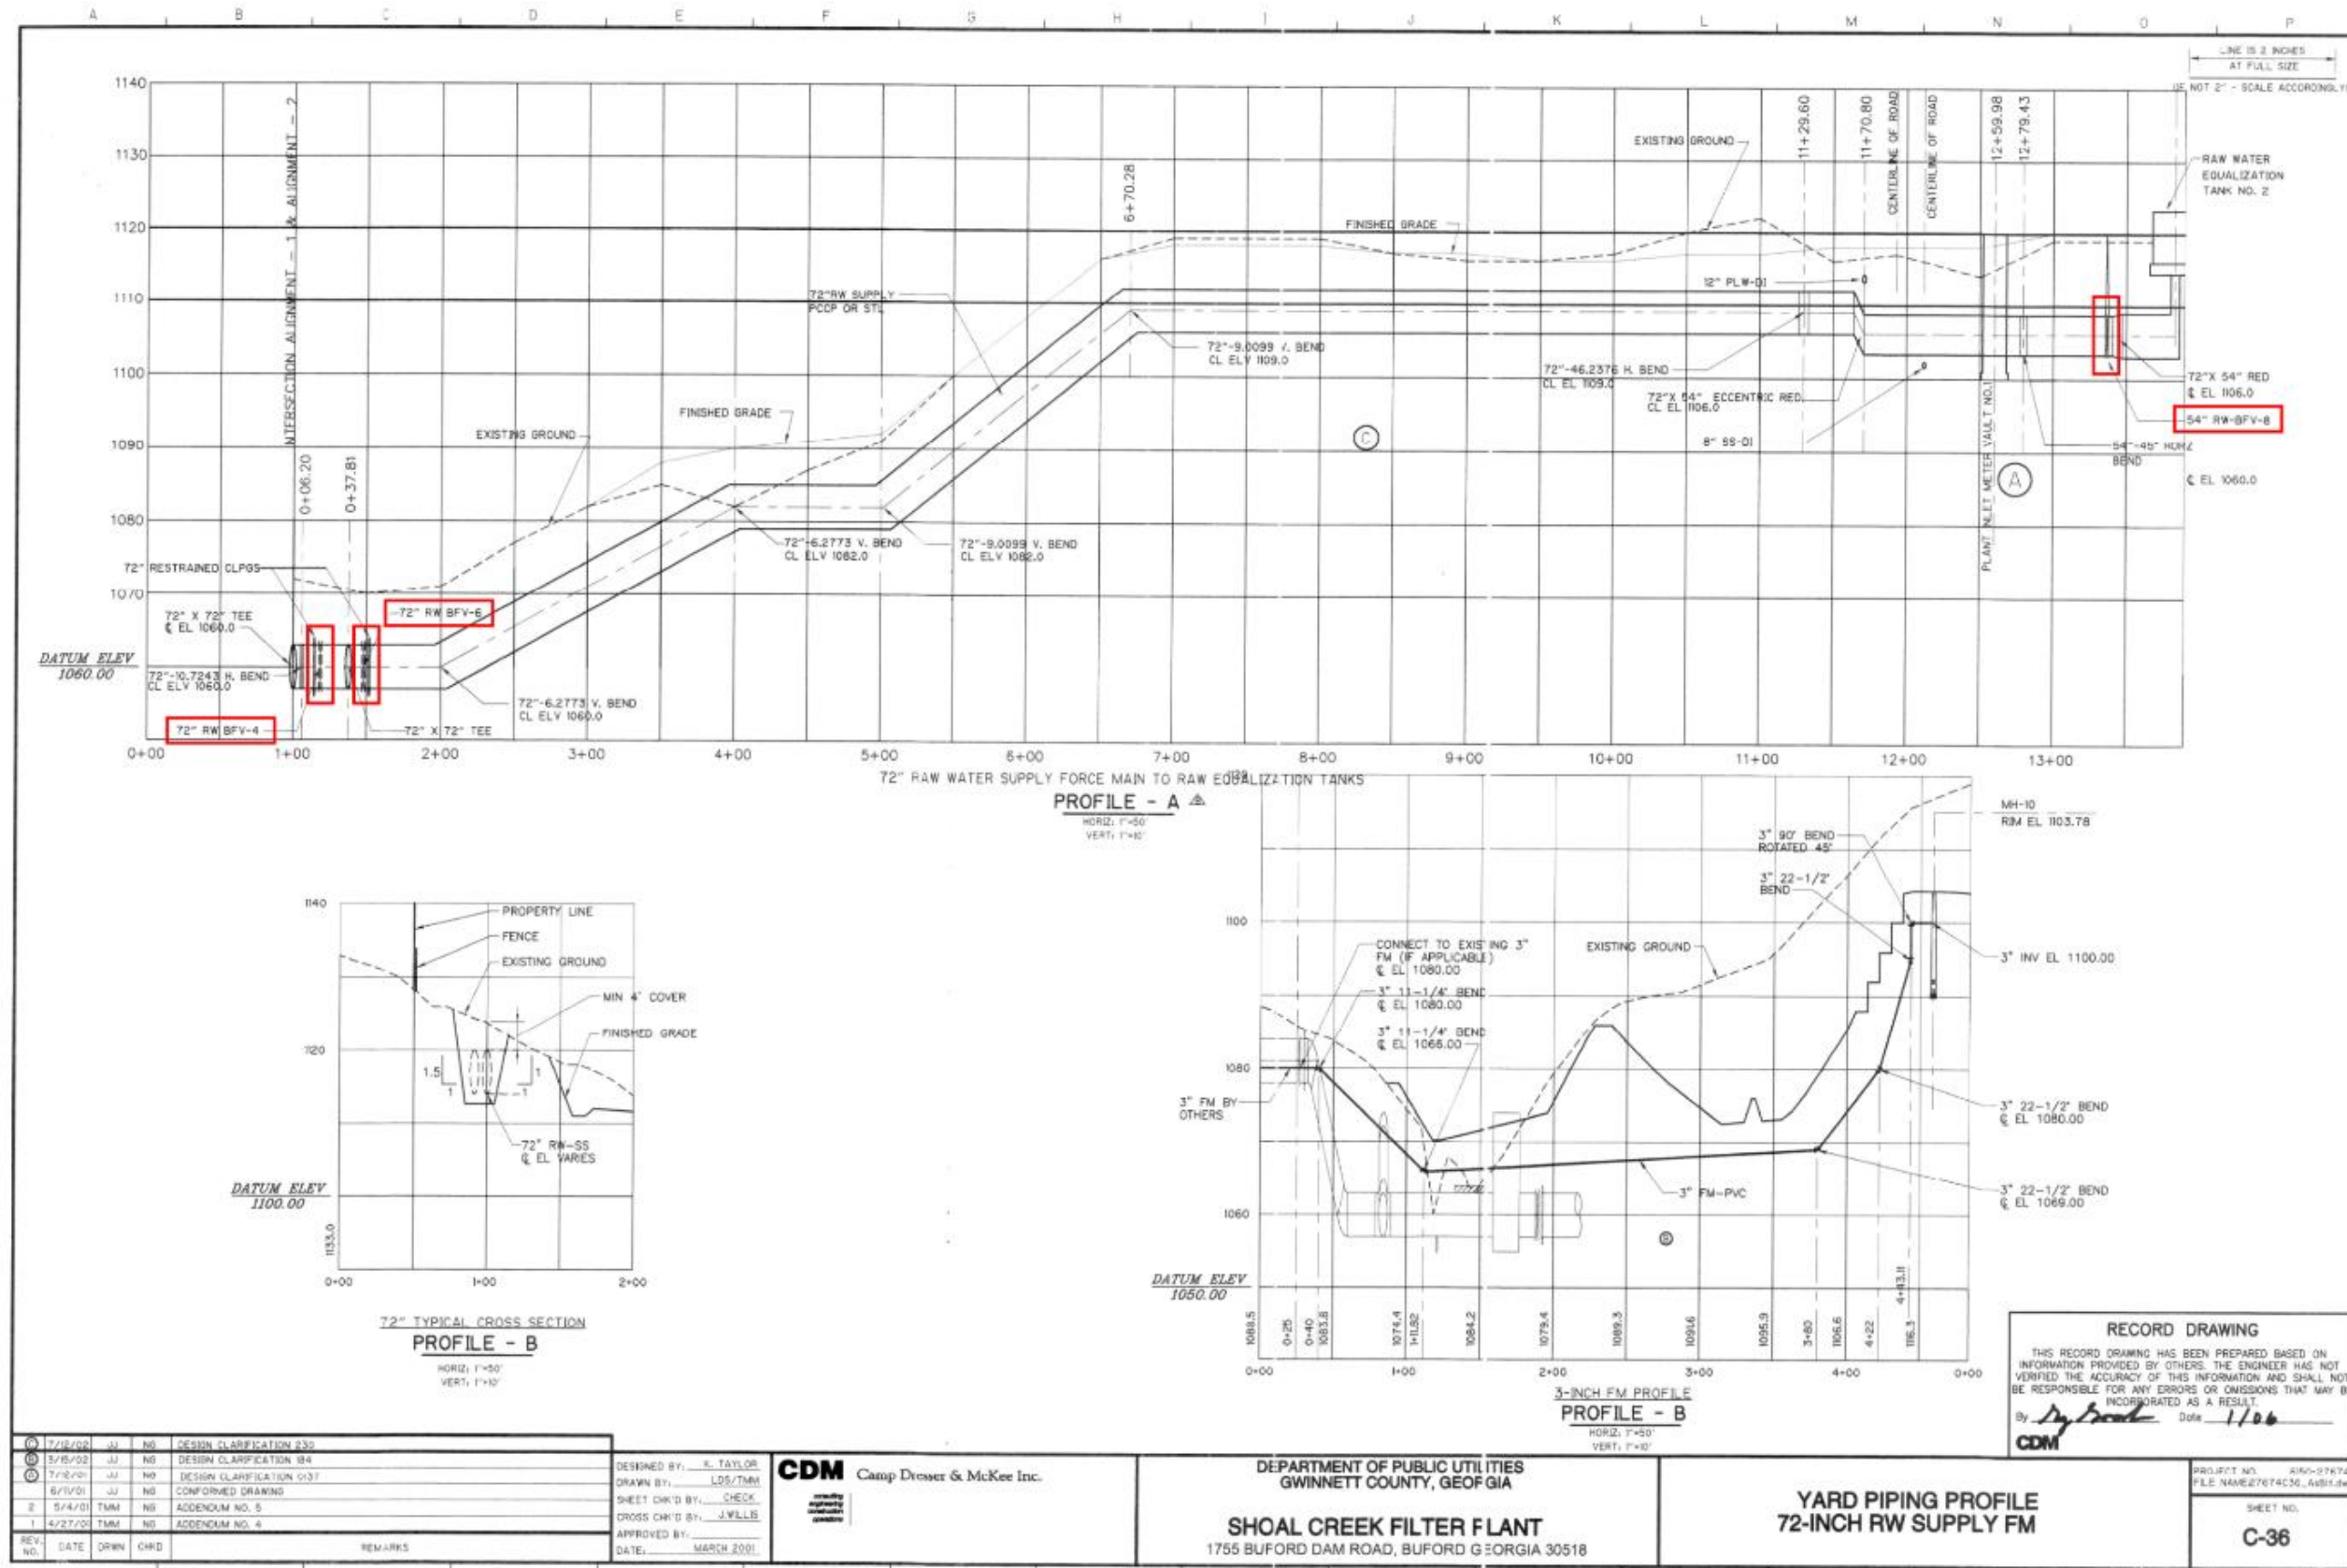 A B C D E F G H I J K L M N O P
LINE IS 2 INCHES
AT FULL SIZE
IF NOT 2" - SCALE ACCORDINGLY
1140
1130
1120
1110
1100
1090
1080
1070
DATUM ELEV
1060.00
INTERSECTION ALIGNMENT - 1 & ALIGNMENT - 2
0+06.20
0+37.81
6+70.28
11+29.60
11+70.80
CENTERLINE OF ROAD
CENTERLINE OF ROAD
12+59.98
12+79.43
EXISTING GROUND
RAW WATER
EQUALIZATION
TANK NO. 2
FINISHED GRADE
72"RW SUPPLY
PCCP OR STL
12" PLW-DI
72"-9.0099 V. BEND
CL ELV 1109.0
72"-46.2376 H. BEND
CL EL 1109.0
72"X 54" ECCENTRIC RED.
CL EL 1106.0
8" SS-DI
72"X 54" RED
℄ EL 1106.0
54" RW-BFV-8
54"-45° HORZ
BEND
℄ EL 1060.0
PLANT INLET METER VAULT NO.1
A
C
FINISHED GRADE
EXISTING GROUND
72"-6.2773 V. BEND
CL ELV 1082.0
72"-9.0099 V. BEND
CL ELV 1082.0
72" RESTRAINED CLPGS
72" X 72" TEE
℄ EL 1060.0
72" RW BFV-6
72"-10.7243 H. BEND
CL ELV 1060.0
72"-6.2773 V. BEND
CL ELV 1060.0
72" RW BFV-4
72" X 72" TEE
0+00 1+00 2+00 3+00 4+00 5+00 6+00 7+00 8+00 9+00 10+00 11+00 12+00 13+00
72" RAW WATER SUPPLY FORCE MAIN TO RAW EQUALIZATION TANKS
PROFILE - A
HORIZ: 1"=50'
VERT: 1"=10'
1140
1120
DATUM ELEV
1100.00
PROPERTY LINE
FENCE
EXISTING GROUND
MIN 4' COVER
FINISHED GRADE
1.5
1
1
1
72" RW-SS
℄ EL VARIES
1133.0
0+00 1+00 2+00
72" TYPICAL CROSS SECTION
PROFILE - B
HORIZ: 1"=50'
VERT: 1"=10'
1100
1080
1060
DATUM ELEV
1050.00
MH-10
RIM EL 1103.78
3" 90° BEND
ROTATED 45°
3" 22-1/2°
BEND
CONNECT TO EXISTING 3"
FM (IF APPLICABLE)
℄ EL 1080.00
3" 11-1/4° BEND
℄ EL 1080.00
3" 11-1/4° BEND
℄ EL 1066.00
EXISTING GROUND
3" INV EL 1100.00
3" FM BY
OTHERS
3" 22-1/2° BEND
℄ EL 1080.00
3" FM-PVC
3" 22-1/2° BEND
℄ EL 1069.00
B
1088.5
0+25
0+40
1083.8
1074.4
1+11.92
1084.2
1079.4
1089.3
1091.6
1095.9
3+80
1106.6
4+22
4+43.11
1116.3
0+00 1+00 2+00 3+00 4+00 0+00
3-INCH FM PROFILE
PROFILE - B
HORIZ: 1"=50'
VERT: 1"=10'
RECORD DRAWING
THIS RECORD DRAWING HAS BEEN PREPARED BASED ON
INFORMATION PROVIDED BY OTHERS. THE ENGINEER HAS NOT
VERIFIED THE ACCURACY OF THIS INFORMATION AND SHALL NOT
BE RESPONSIBLE FOR ANY ERRORS OR OMISSIONS THAT MAY B
INCORPORATED AS A RESULT.
By Date 1/06
CDM
C 7/12/02 JJ NG DESIGN CLARIFICATION 230
B 3/15/02 JJ NG DESIGN CLARIFICATION 184
A 7/12/01 JJ NG DESIGN CLARIFICATION 0137
6/11/01 JJ NG CONFORMED DRAWING
2 5/4/01 TMM NG ADDENDUM NO. 5
1 4/27/01 TMM NG ADDENDUM NO. 4
REV. NO. DATE DRWN CHKD REMARKS
DESIGNED BY: K. TAYLOR
DRAWN BY: LDS/TMM
SHEET CHK'D BY: CHECK
CROSS CHK'D BY: J.WILLIS
APPROVED BY:
DATE: MARCH 2001
CDM Camp Dresser & McKee Inc.
consulting
engineering
construction
operations
DEPARTMENT OF PUBLIC UTILITIES
GWINNETT COUNTY, GEORGIA
SHOAL CREEK FILTER PLANT
1755 BUFORD DAM ROAD, BUFORD GEORGIA 30518
YARD PIPING PROFILE
72-INCH RW SUPPLY FM
PROJECT NO. 6150-27674
SHEET NO.
C-36